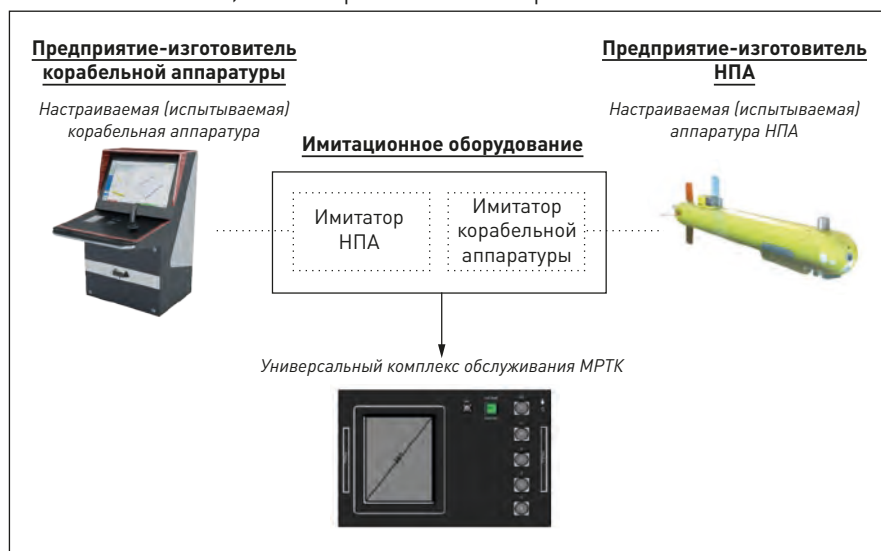 Предприятие-изготовитель
корабельной аппаратуры
Настраиваемая (испытываемая)
корабельная аппаратура
Предприятие-изготовитель
НПА
Настраиваемая (испытываемая)
аппаратура НПА
Имитационное оборудование
Имитатор
НПА
Имитатор
корабельной
аппаратуры
Универсальный комплекс обслуживания МРТК